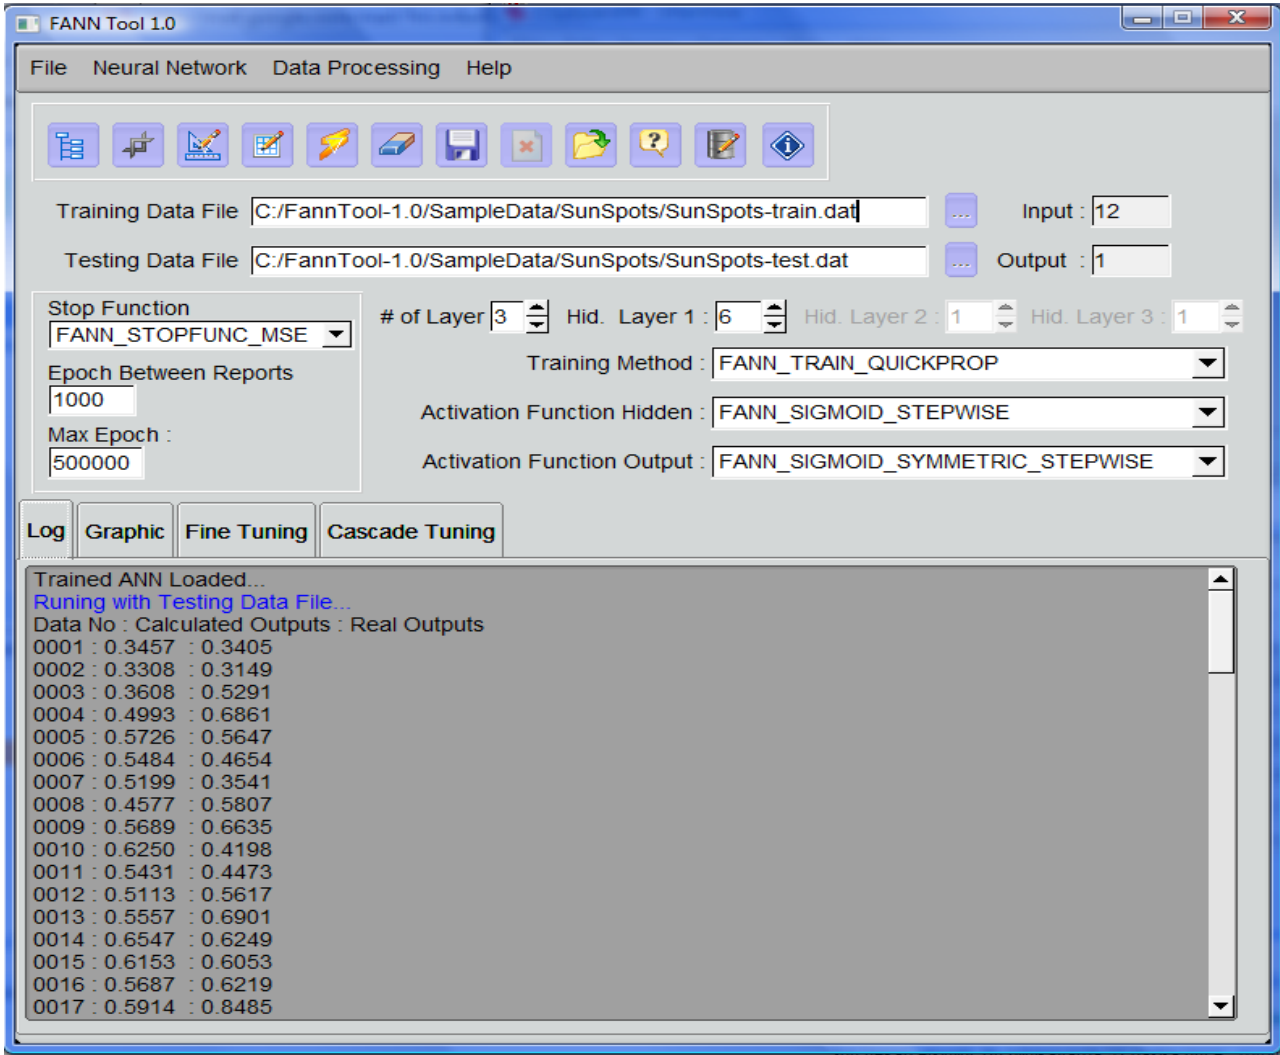 FANN Tool 1.0
File Neural Network Data Processing Help
Training Data File C:/FannTool-1.0/SampleData/SunSpots/SunSpots-train.dat ... Input : 12
Testing Data File C:/FannTool-1.0/SampleData/SunSpots/SunSpots-test.dat ... Output : 1
Stop Function
FANN_STOPFUNC_MSE
# of Layer 3 Hid. Layer 1 : 6 Hid. Layer 2 : 1 Hid. Layer 3 : 1
Epoch Between Reports
1000
Max Epoch :
500000
Training Method : FANN_TRAIN_QUICKPROP
Activation Function Hidden : FANN_SIGMOID_STEPWISE
Activation Function Output : FANN_SIGMOID_SYMMETRIC_STEPWISE
Log Graphic Fine Tuning Cascade Tuning
Trained ANN Loaded...
Runing with Testing Data File...
Data No : Calculated Outputs : Real Outputs
0001 : 0.3457 : 0.3405
0002 : 0.3308 : 0.3149
0003 : 0.3608 : 0.5291
0004 : 0.4993 : 0.6861
0005 : 0.5726 : 0.5647
0006 : 0.5484 : 0.4654
0007 : 0.5199 : 0.3541
0008 : 0.4577 : 0.5807
0009 : 0.5689 : 0.6635
0010 : 0.6250 : 0.4198
0011 : 0.5431 : 0.4473
0012 : 0.5113 : 0.5617
0013 : 0.5557 : 0.6901
0014 : 0.6547 : 0.6249
0015 : 0.6153 : 0.6053
0016 : 0.5687 : 0.6219
0017 : 0.5914 : 0.8485